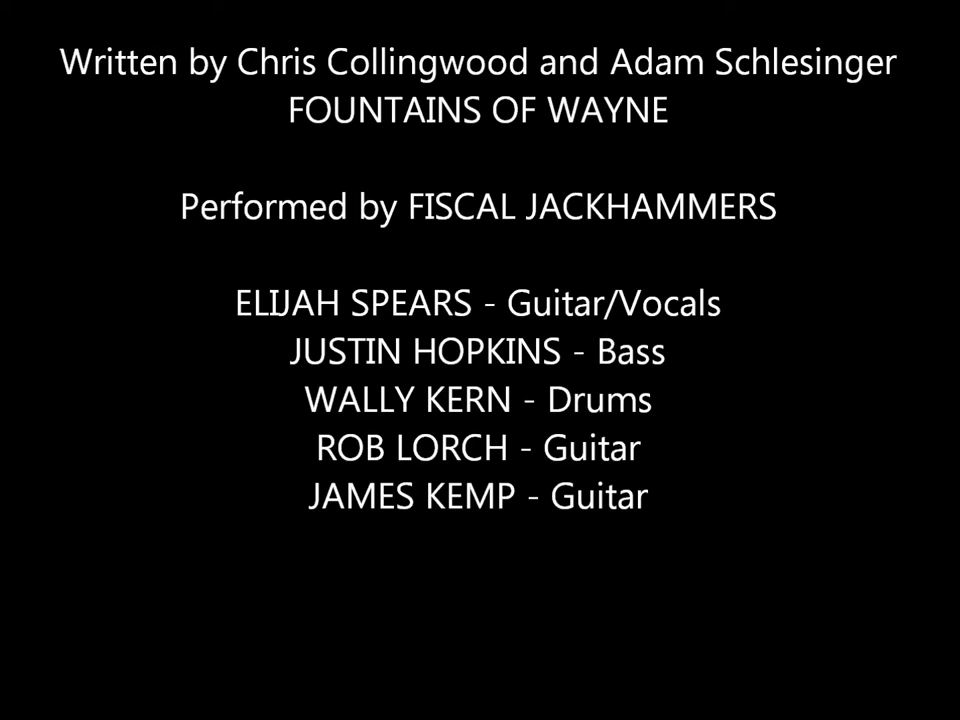 Written by Chris Collingwood and Adam Schlesinger
FOUNTAINS OF WAYNE
Performed by FISCAL JACKHAMMERS
ELIJAH SPEARS - Guitar/Vocals
JUSTIN HOPKINS - Bass
WALLY KERN - Drums
ROB LORCH - Guitar
JAMES KEMP - Guitar